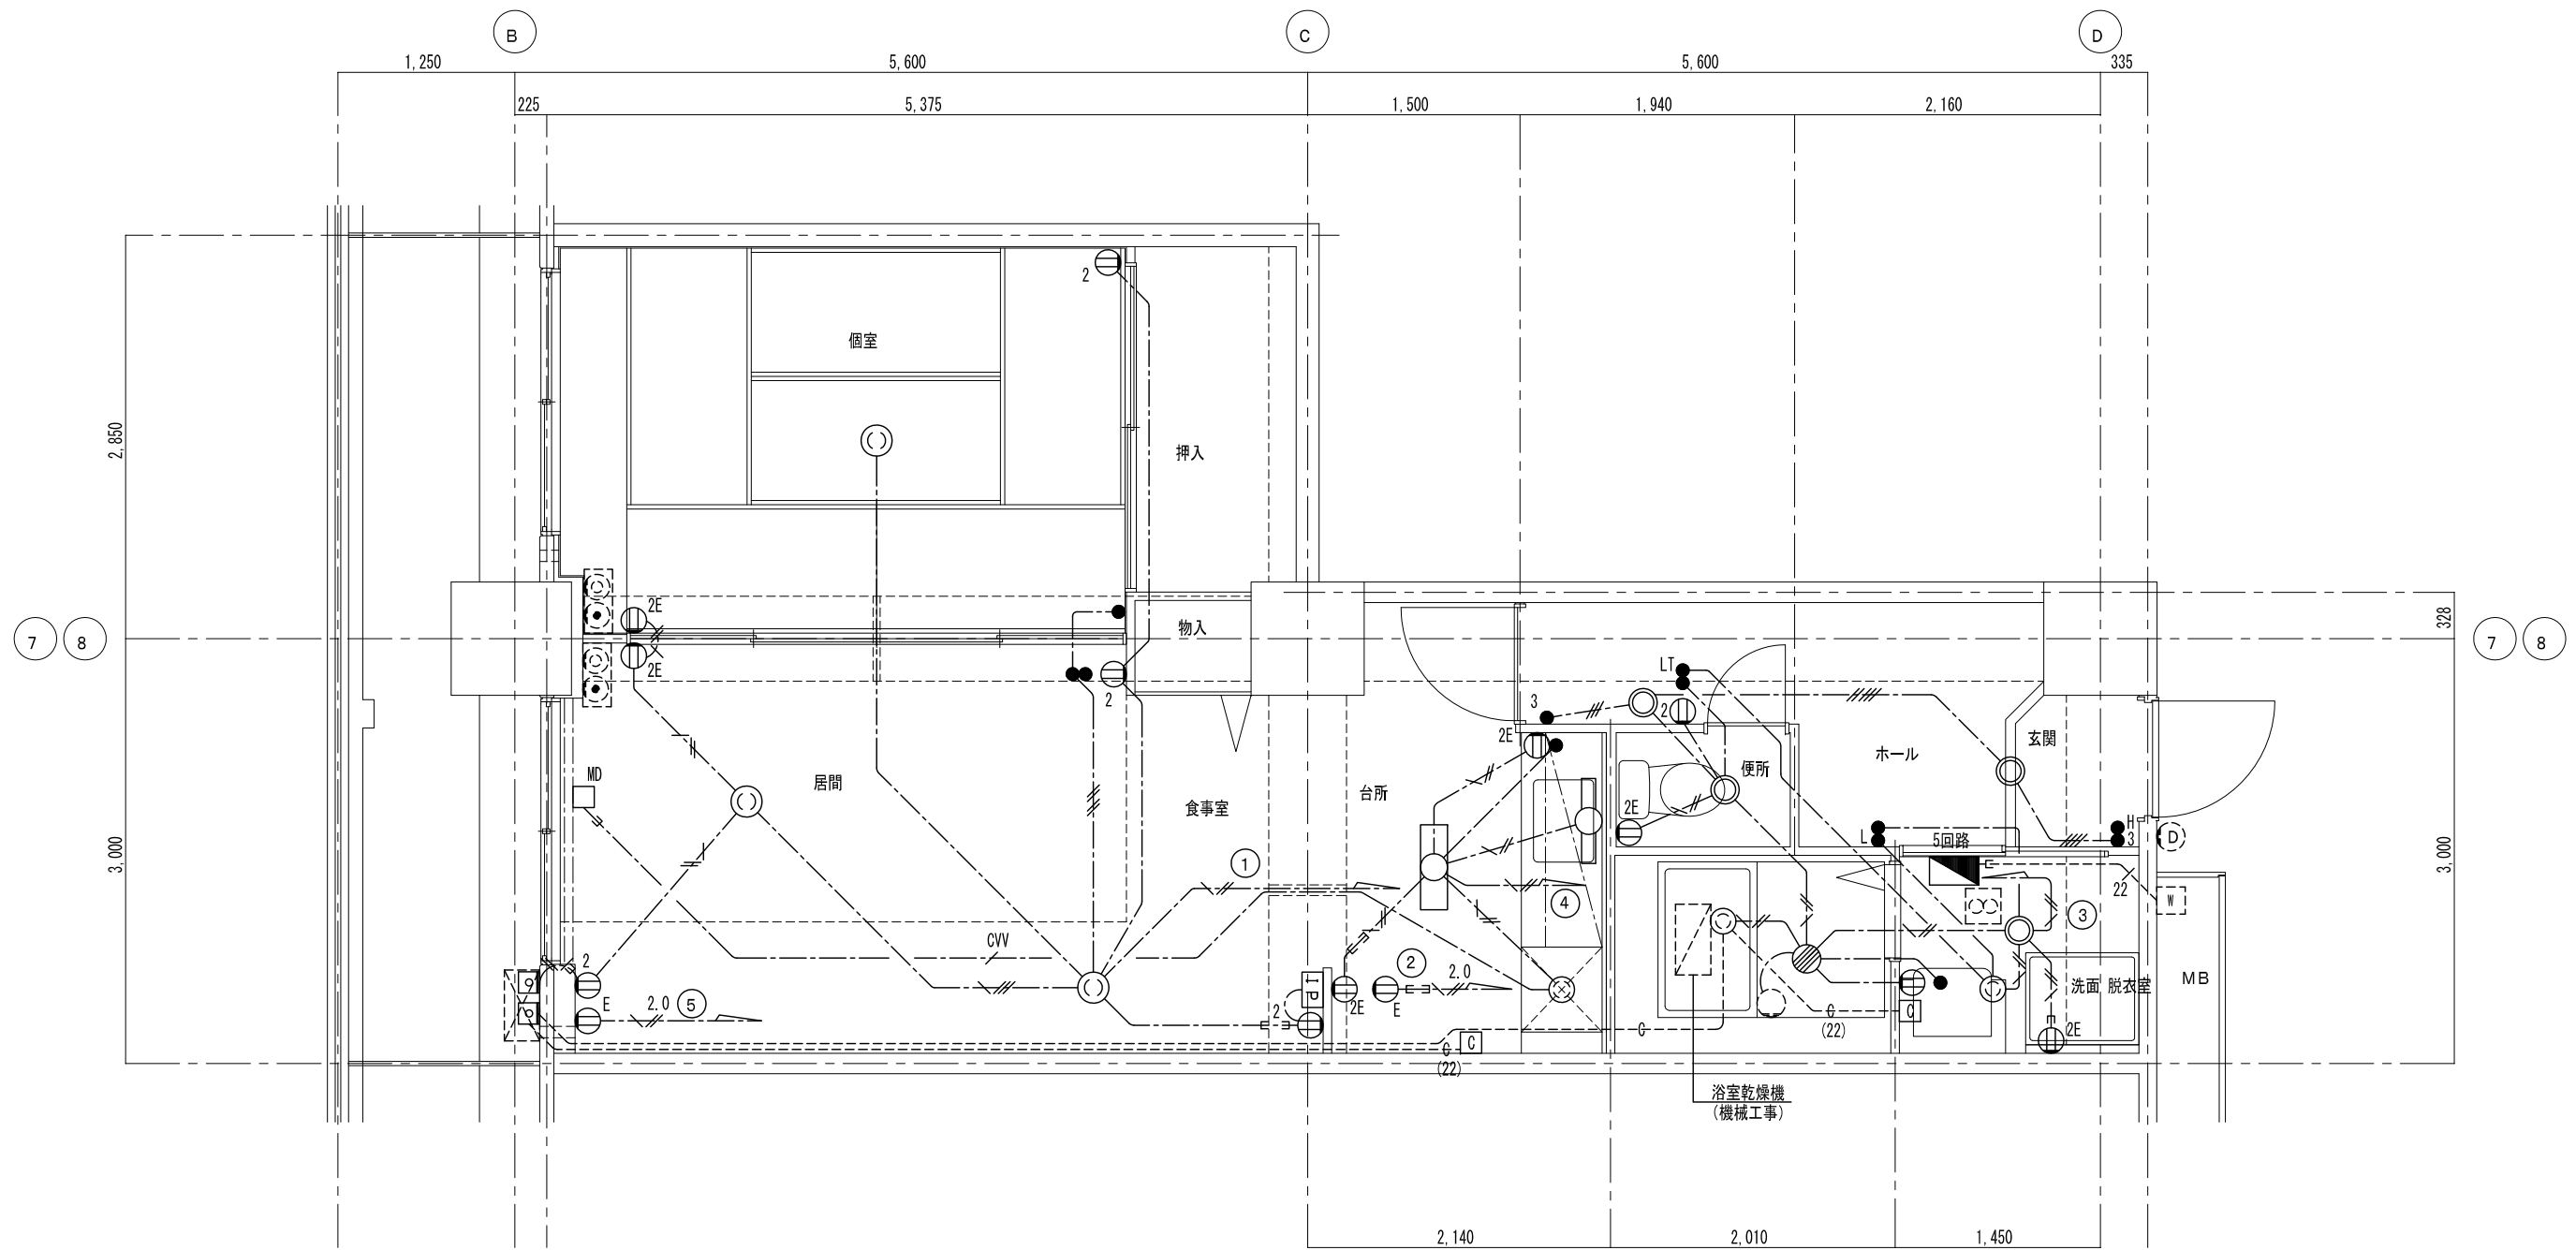 B
C
D
1,250
5,600
5,600
335
225
5,375
1,500
1,940
2,160
2
個室
2,850
押入
2E
物入
328
7
8
7
8
2E
2
LT
3
2
2E
玄関
MD
居間
ホール
便所
食事室
台所
2E
H
L
5回路
3
D
3,000
3,000
1
22
4
W
3
CVV
2
2
2.0
MB
洗面 脱衣室
E
2.0
5
2
2E
E
C
C
C
(22)
2E
C
C
(22)
浴室乾燥機
(機械工事)
2,140
2,010
1,450